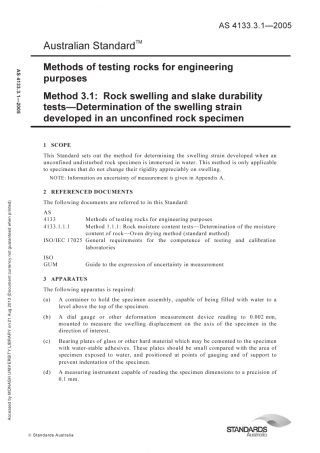 AS 4133.3.1—2005
Australian Standard™
Methods of testing rocks for engineering
purposes
Method 3.1: Rock swelling and slake durability
tests—Determination of the swelling strain
developed in an unconfined rock specimen
1 SCOPE
This Standard sets out the method for determining the swelling strain developed when an
unconfined undisturbed rock specimen is immersed in water. This method is only applicable
to specimens that do not change their rigidity appreciably on swelling.
NOTE: Information on uncertainty of measurement is given in Appendix A.
2 REFERENCED DOCUMENTS
The following documents are referred to in this Standard:
AS
4133 Methods of testing rocks for engineering purposes
4133.1.1.1 Method 1.1.1: Rock moisture content tests—Determination of the moisture
content of rock—Oven drying method (standard method)
ISO/IEC 17025 General requirements for the competence of testing and calibration
laboratories
ISO
GUM Guide to the expression of uncertainty in measurement
3 APPARATUS
The following apparatus is required:
(a) A container to hold the specimen assembly, capable of being filled with water to a
level above the top of the specimen.
(b) A dial gauge or other deformation measurement device reading to 0.002 mm,
mounted to measure the swelling displacement on the axis of the specimen in the
direction of interest.
(c) Bearing plates of glass or other hard material which may be cemented to the specimen
with water-stable adhesives. These plates should be small compared with the area of
specimen exposed to water, and positioned at points of gauging and of support to
prevent indentation of the specimen.
(d) A measuring instrument capable of reading the specimen dimensions to a precision of
0.1 mm.
© Standards Australia
STANDARDS
Australia
AS 4133.3.1—2005
Accessed by MONASH UNIVERSITY LIBRARY on 21 Aug 2013 (Document currency not guaranteed when printed)